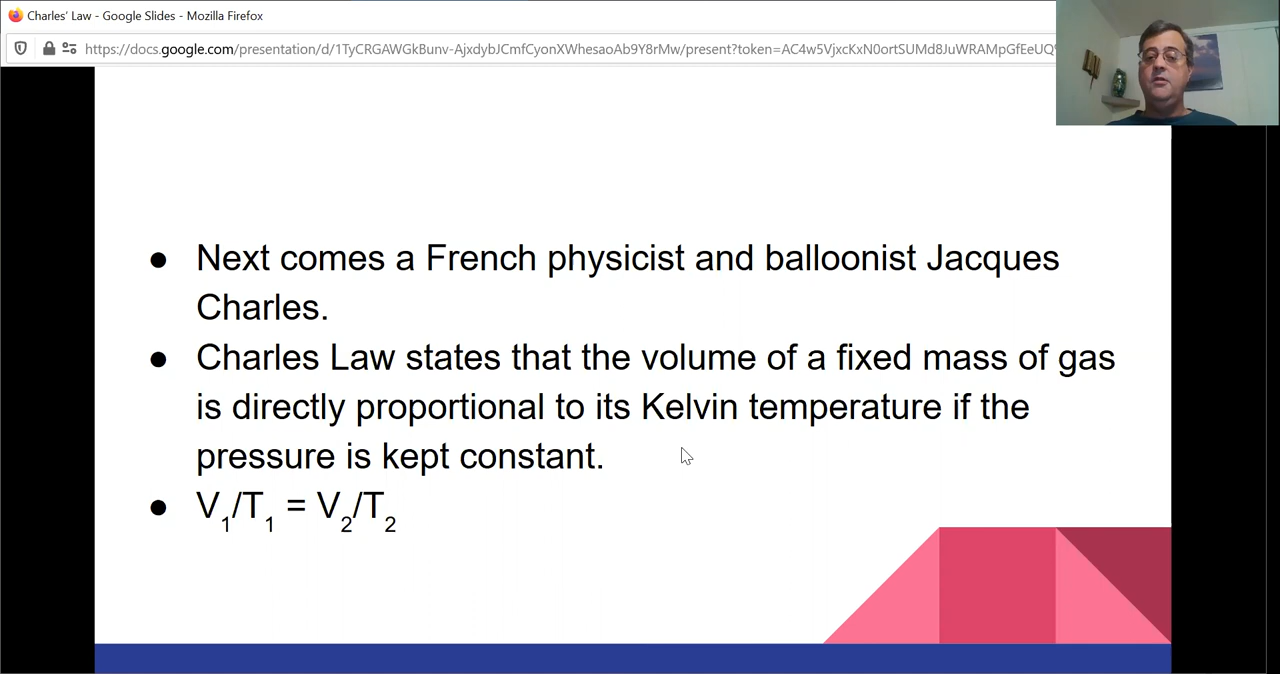 Charles' Law - Google Slides - Mozilla Firefox
https://docs.google.com/presentation/d/1TyCRGAWGkBunv-AjxdybJCmfCyonXWhesaoAb9Y8rMw/present?token=AC4w5VjxcKxN0ortSUMd8JuWRAMpGfEeUQ
● Next comes a French physicist and balloonist Jacques
Charles.
● Charles Law states that the volume of a fixed mass of gas
is directly proportional to its Kelvin temperature if the
pressure is kept constant.
● V₁/T₁ = V₂/T₂